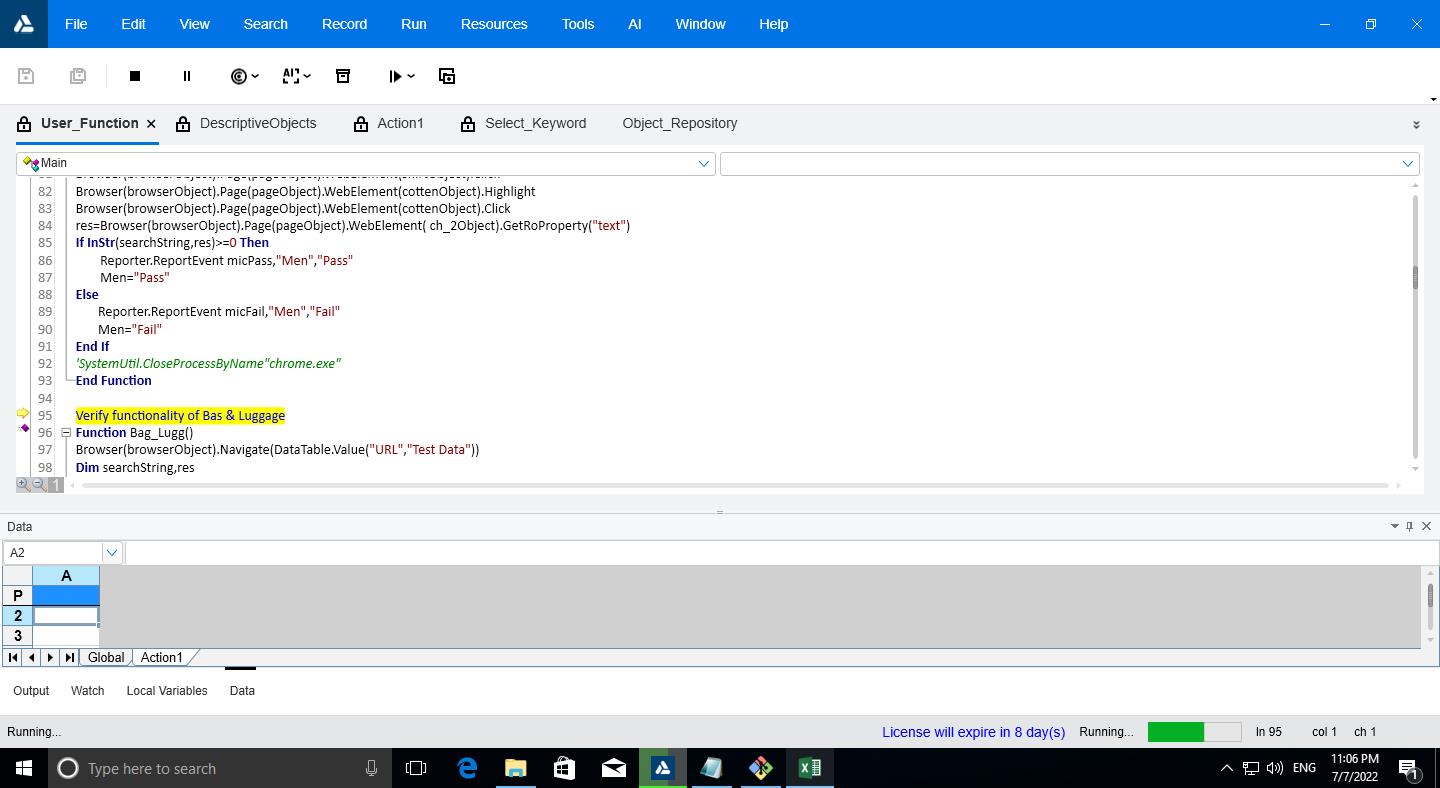 File Edit View Search Record Run Resources Tools AI Window Help
User_Function DescriptiveObjects Action1 Select_Keyword Object_Repository
Main
82 Browser(browserObject).Page(pageObject).WebElement(cottenObject).Highlight
83 Browser(browserObject).Page(pageObject).WebElement(cottenObject).Click
84 res=Browser(browserObject).Page(pageObject).WebElement( ch_2Object).GetRoProperty("text")
85 If InStr(searchString,res)>=0 Then
86 Reporter.ReportEvent micPass,"Men","Pass"
87 Men="Pass"
88 Else
89 Reporter.ReportEvent micFail,"Men","Fail"
90 Men="Fail"
91 End If
92 'SystemUtil.CloseProcessByName"chrome.exe"
93 End Function
94
95 Verify functionality of Bas & Luggage
96 Function Bag_Lugg()
97 Browser(browserObject).Navigate(DataTable.Value("URL","Test Data"))
98 Dim searchString,res
1
Data
A2
A
P
2
3
Global Action1
Output Watch Local Variables Data
Running... License will expire in 8 day(s) Running... ln 95 col 1 ch 1
Type here to search ENG 11:06 PM
7/7/2022 1